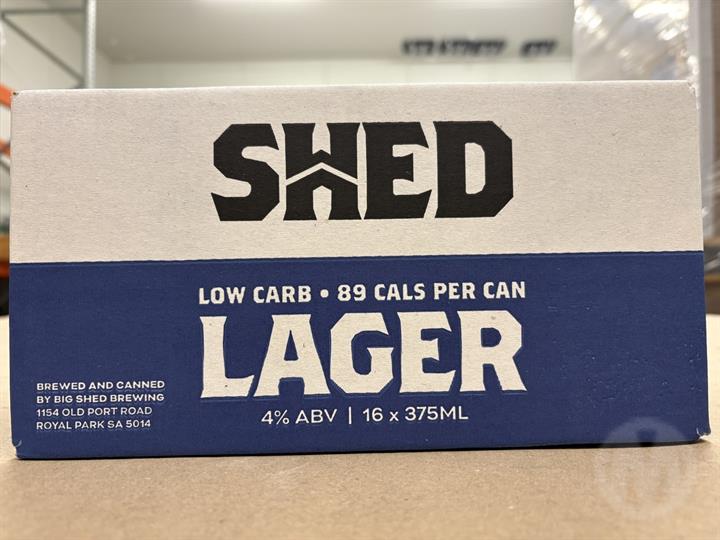 SHED
LOW CARB • 89 CALS PER CAN
LAGER
4% ABV | 16 x 375ML
BREWED AND CANNED
BY BIG SHED BREWING
1154 OLD PORT ROAD
ROYAL PARK SA 5014